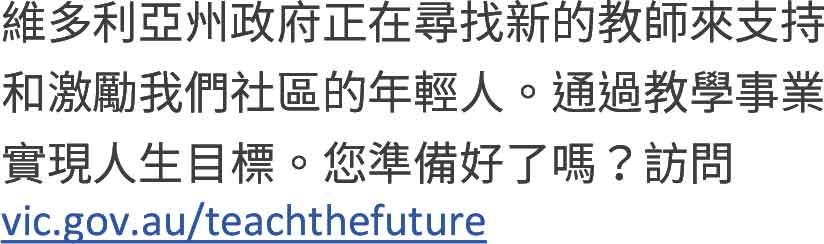 維多利亞州政府正在尋找新的教師來支持
和激勵我們社區的年輕人。通過教學事業
實現人生目標。您準備好了嗎？訪問
vic.gov.au/teachthefuture